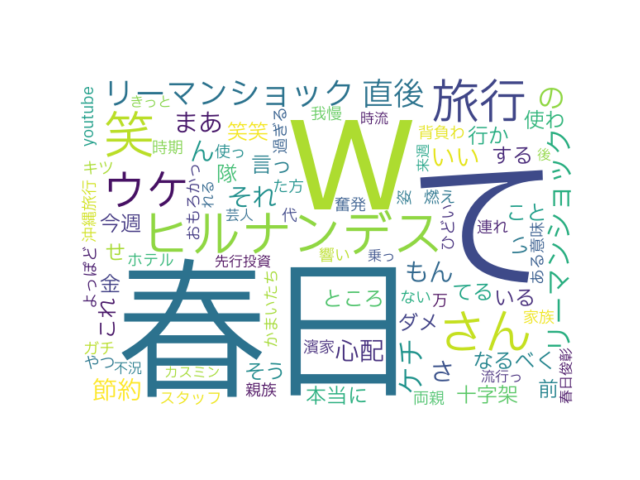 youtube
きっと
リーマンショック
直後
旅行
の
我慢
時流
笑
まあ
笑笑
過ぎる
背負わ
行か
使わ
W
て
キツ
時期
ん
使っ
言っ
いい
する
来週
後
沖縄旅行
ウケ
おもろかっ
れる
隊
それ
た方
奮発
姿
燃え
こい
ある意味
と
リーマンショック
今週
芸人
代
ヒルナンデス
ひどい
連れ
よっぽど
これ
せ
金
ホテル
先行投資
響い
乗っ
春日
かまいたち
もん
ない
万
てる
いる
ところ
ダメ
さん
家族
ガチ
やつ
不況
カスミン
そう
濱家
心配
ケチ
さ
なるべく
流行っ
前
春日俊彰
節約
スタッフ
親族
本当に
両親
十字架